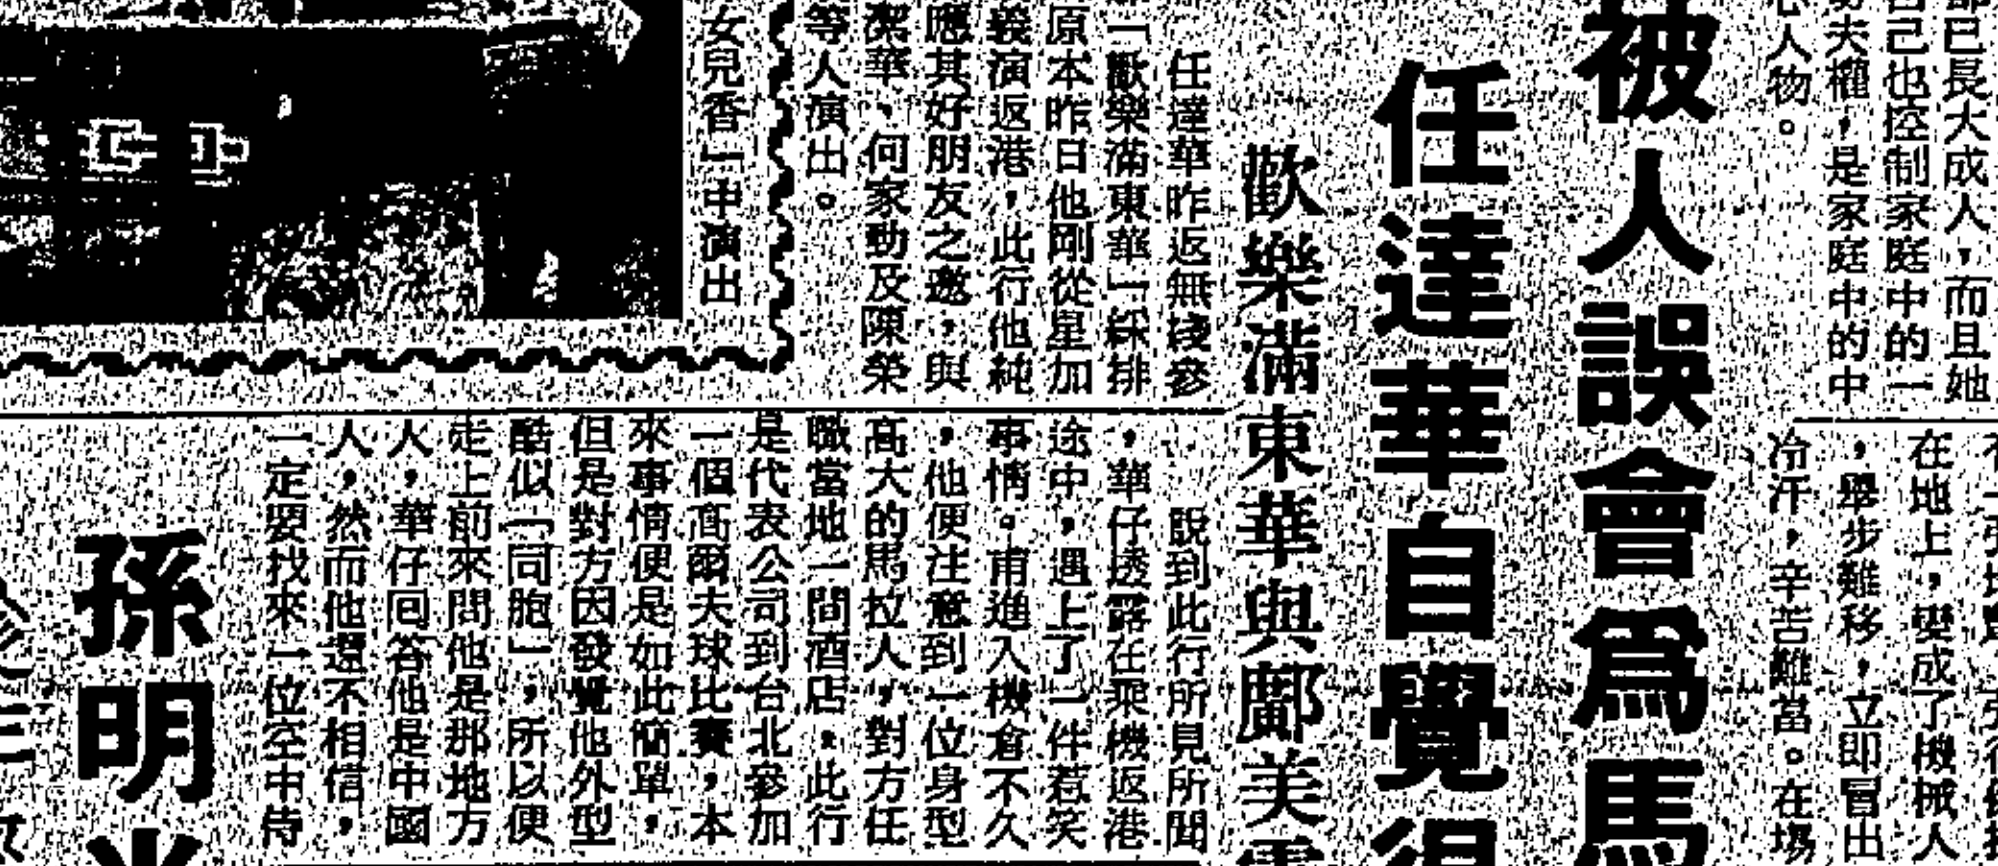 部已長大成人，而且她
自己也控制家庭中的一
夫權，是家庭中的中
心人物。
在地上，變成了機械人
，舉步難移，立即冒出
冷汗，辛苦難當。在場
被人誤會為馬
任達華自覺得
歡樂滿東華與鄺美雲
任達華昨返無綫參
「歡樂滿東華」綵排
原本昨日他剛從星加
義演返港，此行他純
應其好朋友之邀，與
潔華、何家勁及陳榮
等人演出。
女兒香」中演出
說到此行所見所聞
，華仔透露在乘機返港
途中，遇上了一件惹笑
事情。甫進入機倉不久
，他便注意到一位身型
高大的馬拉人，對方任
職當地一間酒店，此行
是代表公司到台北參加
一個高爾夫球比賽，本
來事情便是如此簡單，
但是對方因發覺他外型
酷似「同胞」，所以便
走上前來問他是那地方
人，華仔回答他是中國
人，然而他還不相信，
一定要找來一位空中侍
孫明光